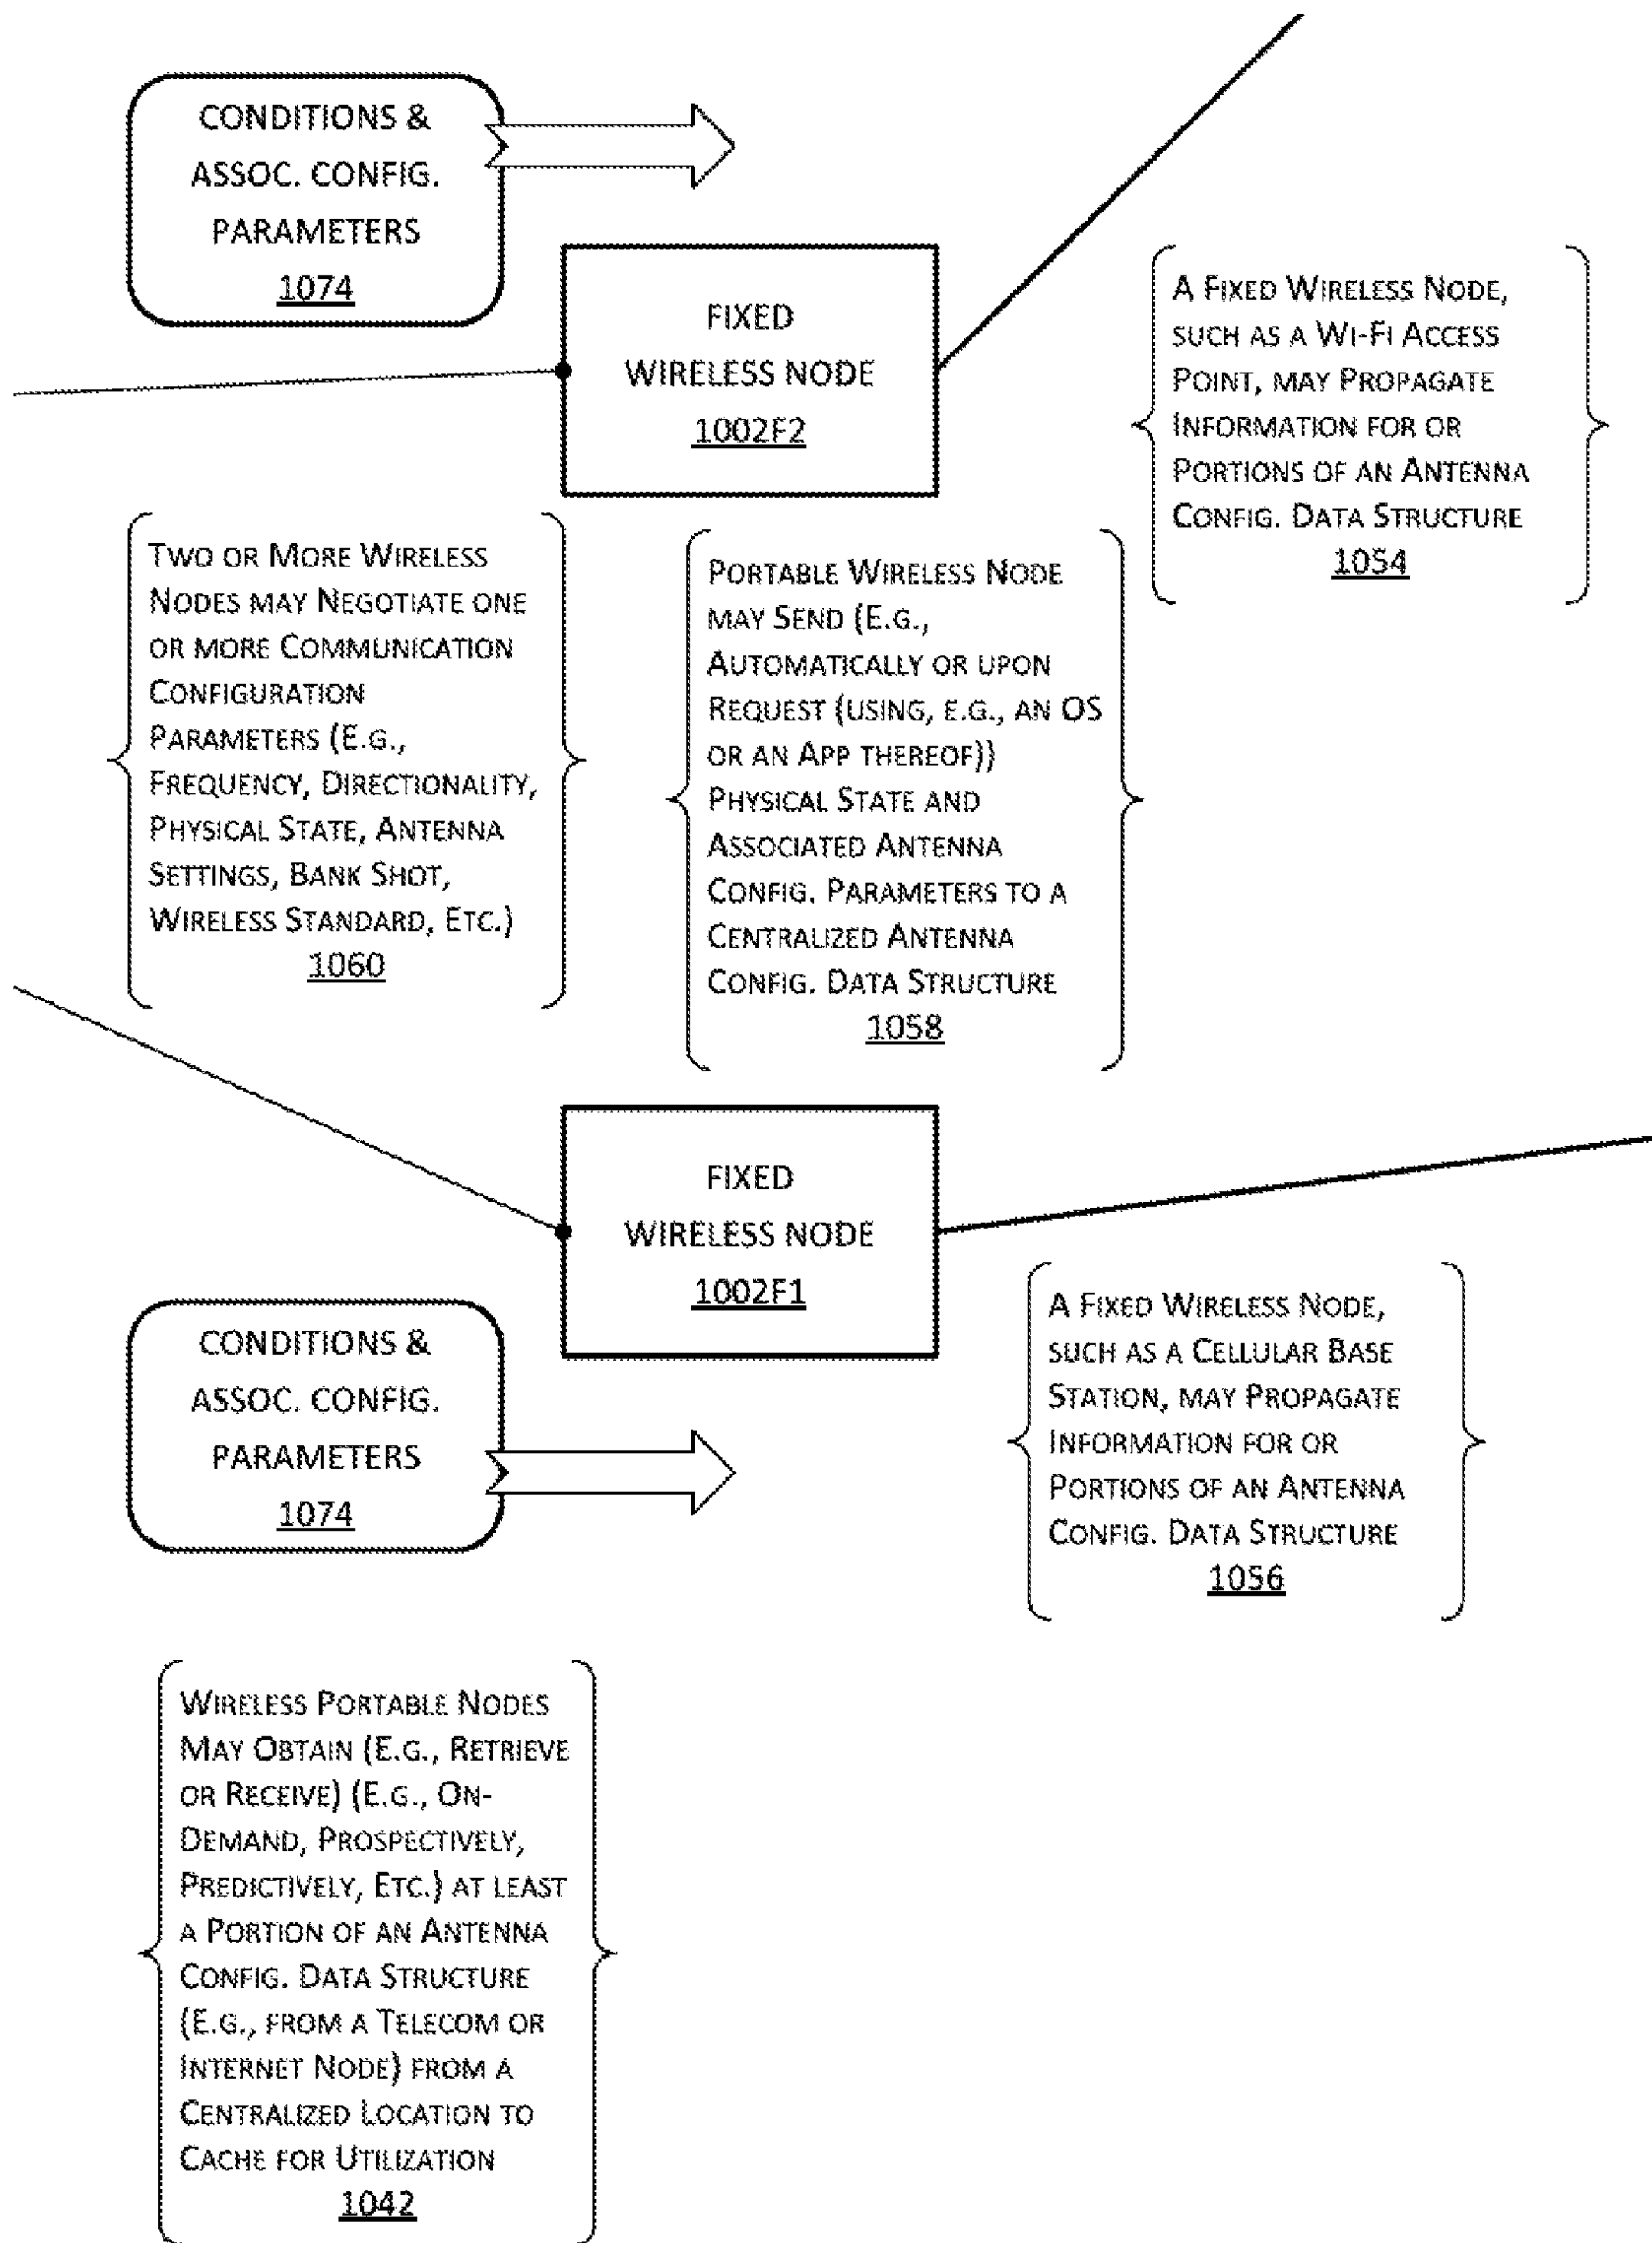 CONDITIONS &
ASSOC. CONFIG.
PARAMETERS
1074
FIXED
WIRELESS NODE
1002F2
A FIXED WIRELESS NODE,
SUCH AS A WI-FI ACCESS
POINT, MAY PROPAGATE
INFORMATION FOR OR
PORTIONS OF AN ANTENNA
CONFIG. DATA STRUCTURE
1054
TWO OR MORE WIRELESS
NODES MAY NEGOTIATE ONE
OR MORE COMMUNICATION
CONFIGURATION
PARAMETERS (E.G.,
FREQUENCY, DIRECTIONALITY,
PHYSICAL STATE, ANTENNA
SETTINGS, BANK SHOT,
WIRELESS STANDARD, ETC.)
1060
PORTABLE WIRELESS NODE
MAY SEND (E.G.,
AUTOMATICALLY OR UPON
REQUEST (USING, E.G., AN OS
OR AN APP THEREOF))
PHYSICAL STATE AND
ASSOCIATED ANTENNA
CONFIG. PARAMETERS TO A
CENTRALIZED ANTENNA
CONFIG. DATA STRUCTURE
1058
FIXED
WIRELESS NODE
1002F1
CONDITIONS &
ASSOC. CONFIG.
PARAMETERS
1074
A FIXED WIRELESS NODE,
SUCH AS A CELLULAR BASE
STATION, MAY PROPAGATE
INFORMATION FOR OR
PORTIONS OF AN ANTENNA
CONFIG. DATA STRUCTURE
1056
WIRELESS PORTABLE NODES
MAY OBTAIN (E.G., RETRIEVE
OR RECEIVE) (E.G., ON-
DEMAND, PROSPECTIVELY,
PREDICTIVELY, ETC.) AT LEAST
A PORTION OF AN ANTENNA
CONFIG. DATA STRUCTURE
(E.G., FROM A TELECOM OR
INTERNET NODE) FROM A
CENTRALIZED LOCATION TO
CACHE FOR UTILIZATION
1042